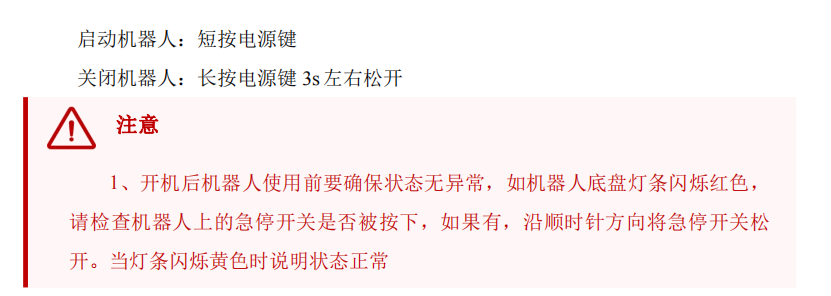 启动机器人：短按电源键
关闭机器人：长按电源键 3s 左右松开
注意
1、开机后机器人使用前要确保状态无异常，如机器人底盘灯条闪烁红色，
请检查机器人上的急停开关是否被按下，如果有，沿顺时针方向将急停开关松
开。当灯条闪烁黄色时说明状态正常